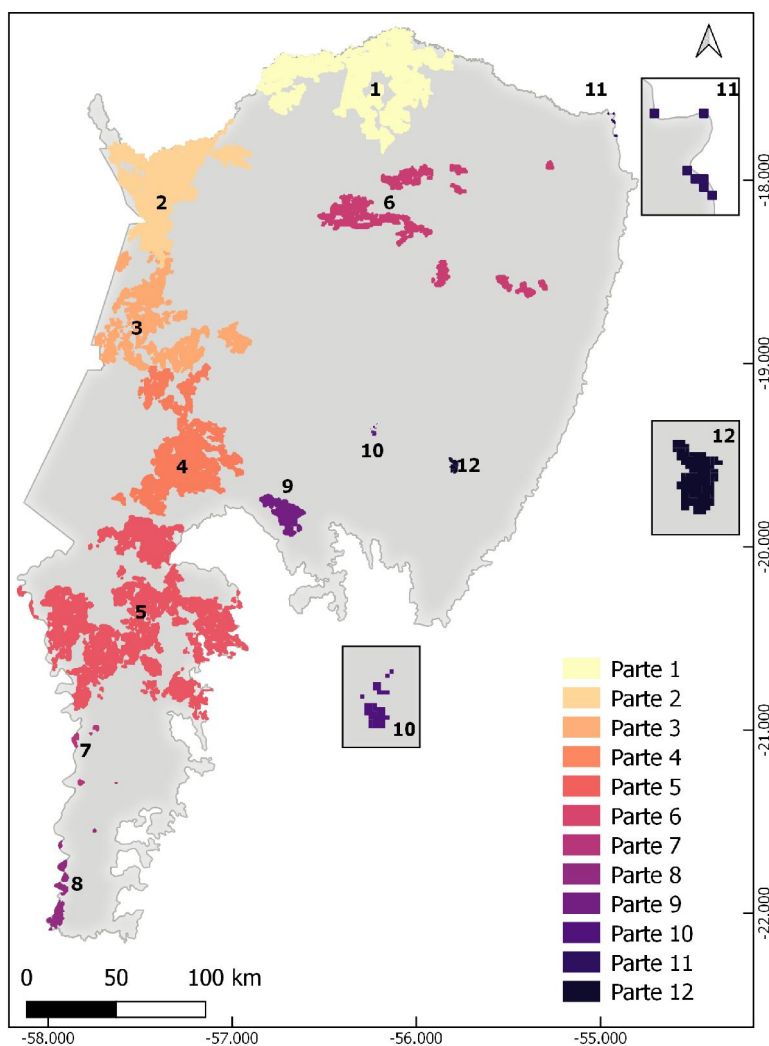 11
11
1
-18.000
2
6
3
-19.000
10
12
12
4
9
-20.000
5
10
7
-21.000
8
-22.000
Parte 1
Parte 2
Parte 3
Parte 4
Parte 5
Parte 6
Parte 7
Parte 8
Parte 9
Parte 10
Parte 11
Parte 12
0 50 100 km
-58.000 -57.000 -56.000 -55.000